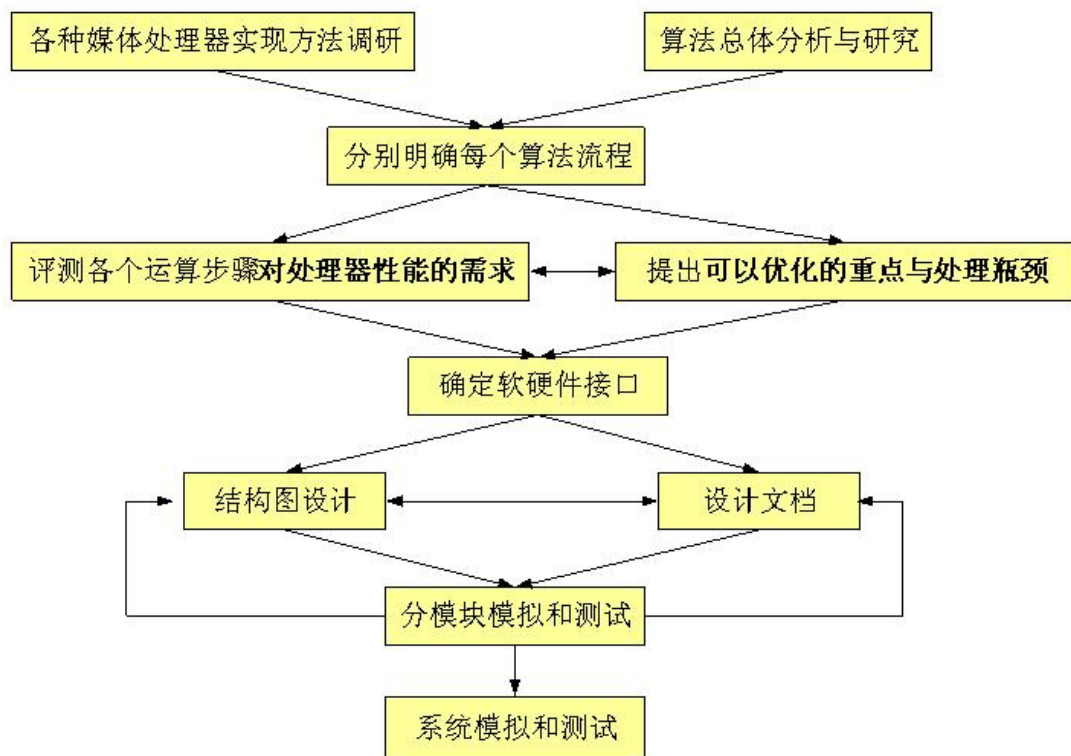 各种媒体处理器实现方法调研
算法总体分析与研究
分别明确每个算法流程
评测各个运算步骤对处理器性能的需求
提出可以优化的重点与处理瓶颈
确定软硬件接口
结构图设计
设计文档
分模块模拟和测试
系统模拟和测试